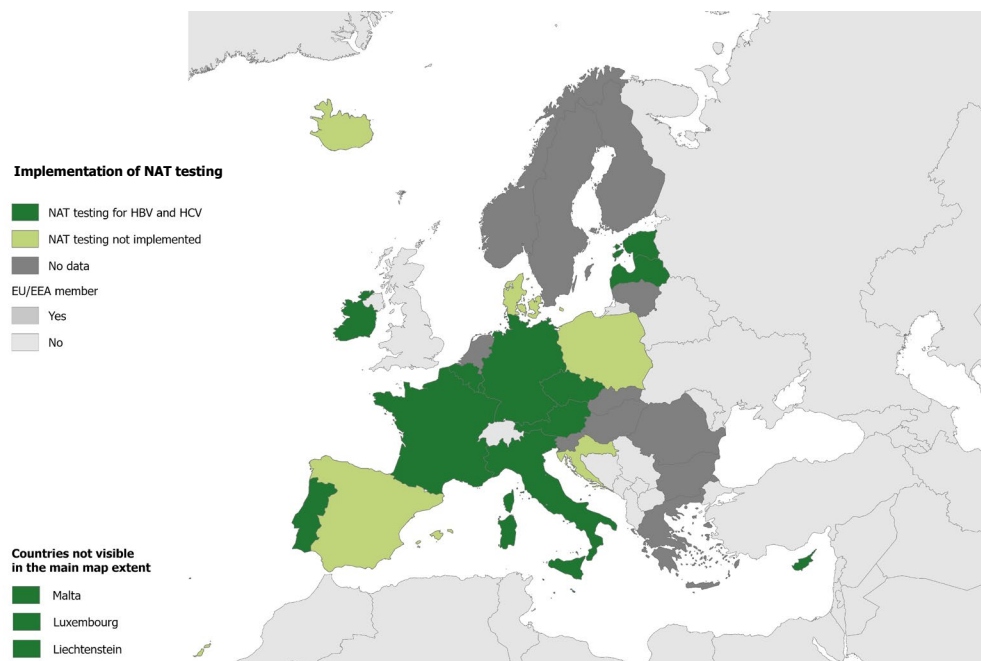 Implementation of NAT testing
NAT testing for HBV and HCV
NAT testing not implemented
No data
EU/EEA member
Yes
No
Countries not visible
in the main map extent
Malta
Luxembourg
Liechtenstein